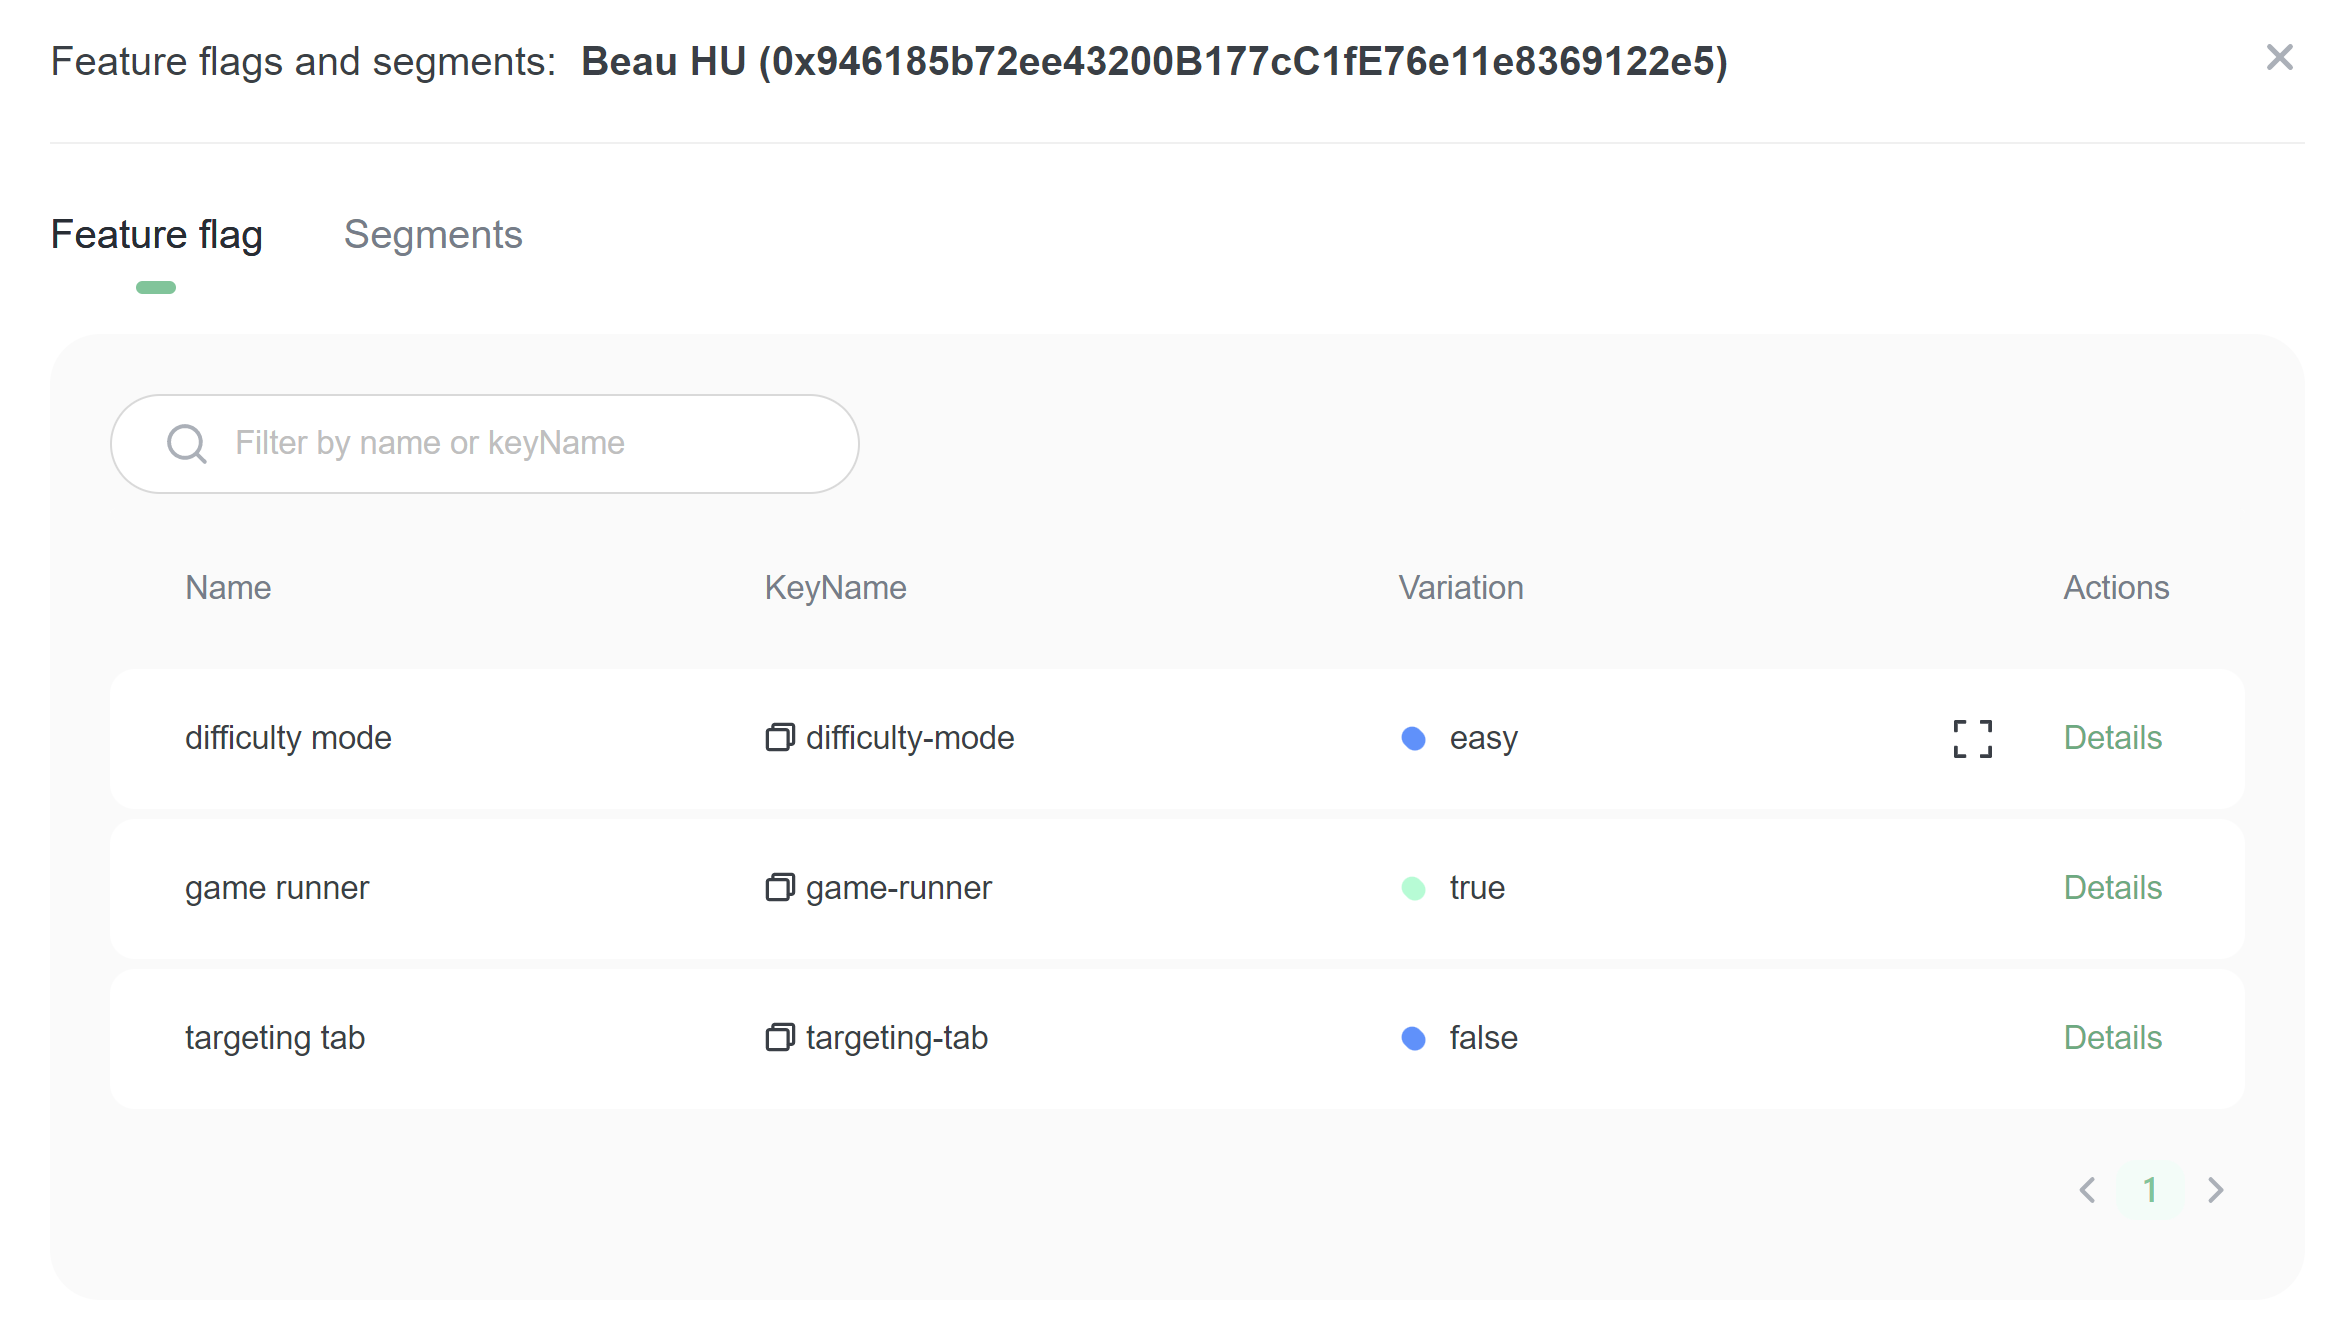 Feature flags and segments: Beau HU (0x946185b72ee43200B177cC1fE76e11e8369122e5)
Feature flag Segments
Filter by name or keyName
Name KeyName Variation Actions
difficulty mode difficulty-mode easy Details
game runner game-runner true Details
targeting tab targeting-tab false Details
1